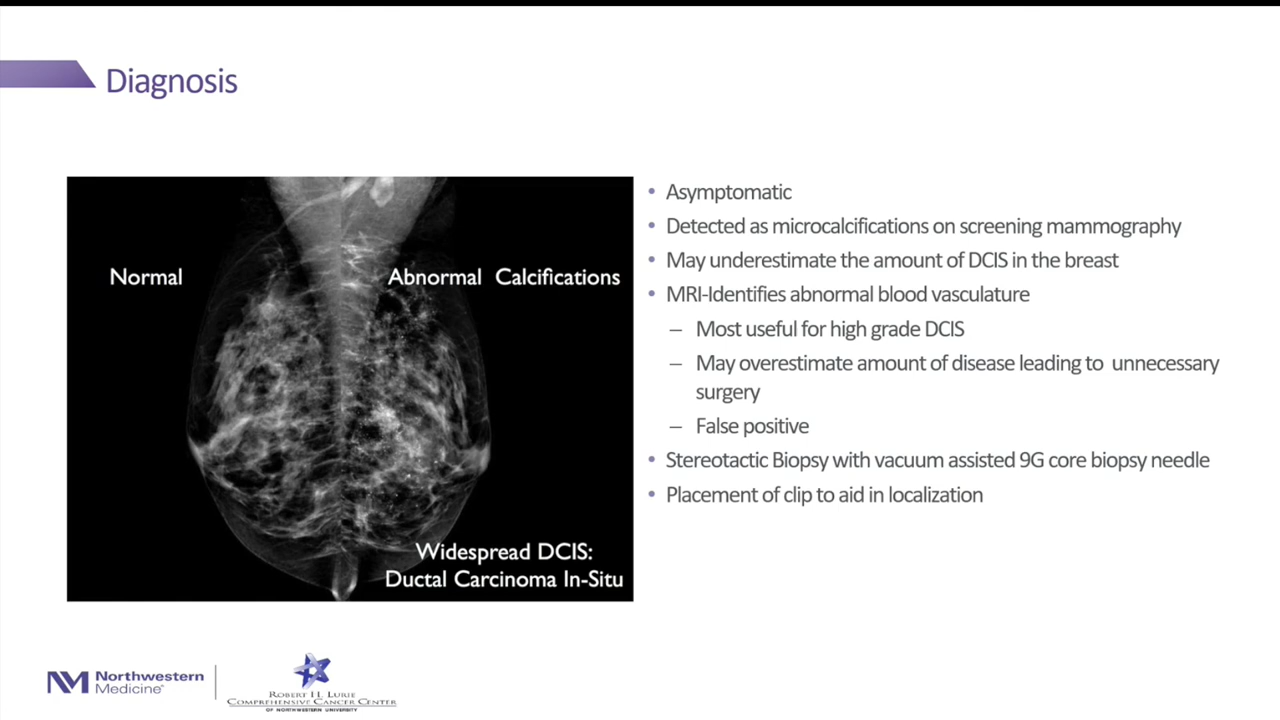 Diagnosis
Normal
Abnormal Calcifications
Widespread DCIS:
Ductal Carcinoma In-Situ
• Asymptomatic
• Detected as microcalcifications on screening mammography
• May underestimate the amount of DCIS in the breast
• MRI-Identifies abnormal blood vasculature
– Most useful for high grade DCIS
– May overestimate amount of disease leading to unnecessary
surgery
– False positive
• Stereotactic Biopsy with vacuum assisted 9G core biopsy needle
• Placement of clip to aid in localization
NM Northwestern
Medicine
Robert H. Lurie
Comprehensive Cancer Center
of Northwestern University